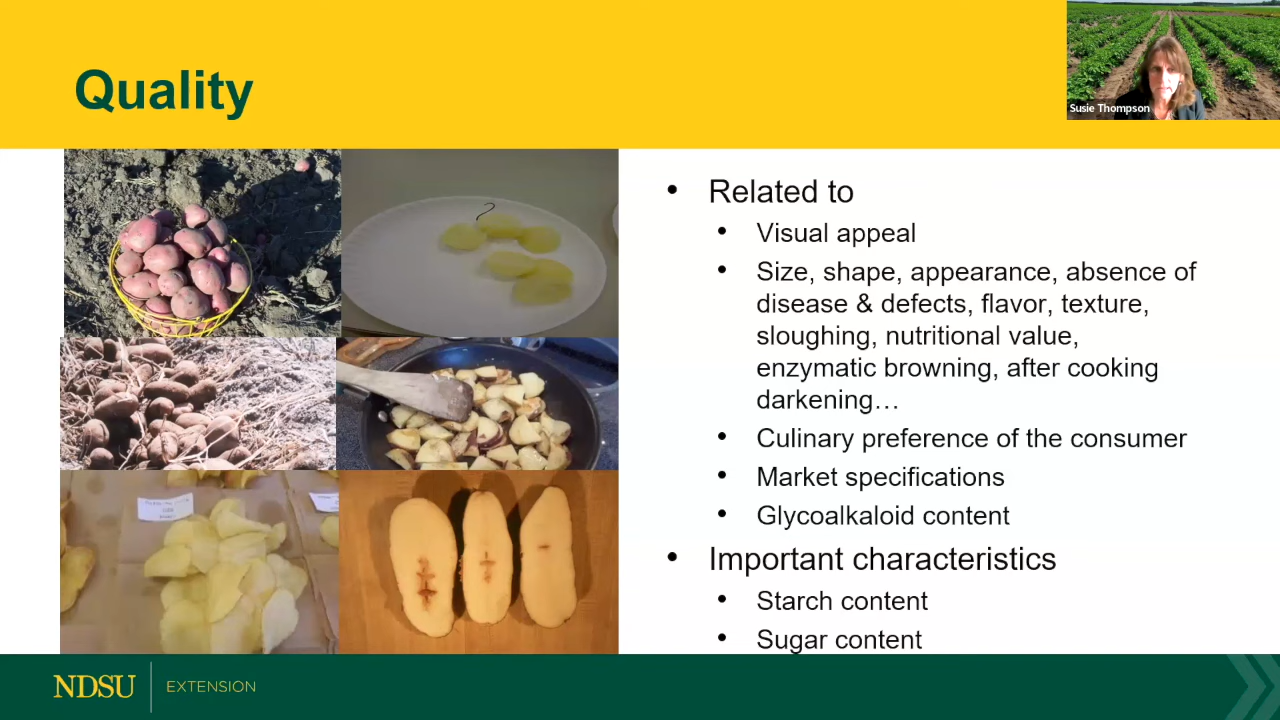 Quality
Susie Thompson
• Related to
• Visual appeal
• Size, shape, appearance, absence of
disease & defects, flavor, texture,
sloughing, nutritional value,
enzymatic browning, after cooking
darkening…
• Culinary preference of the consumer
• Market specifications
• Glycoalkaloid content
• Important characteristics
• Starch content
• Sugar content
NDSU EXTENSION